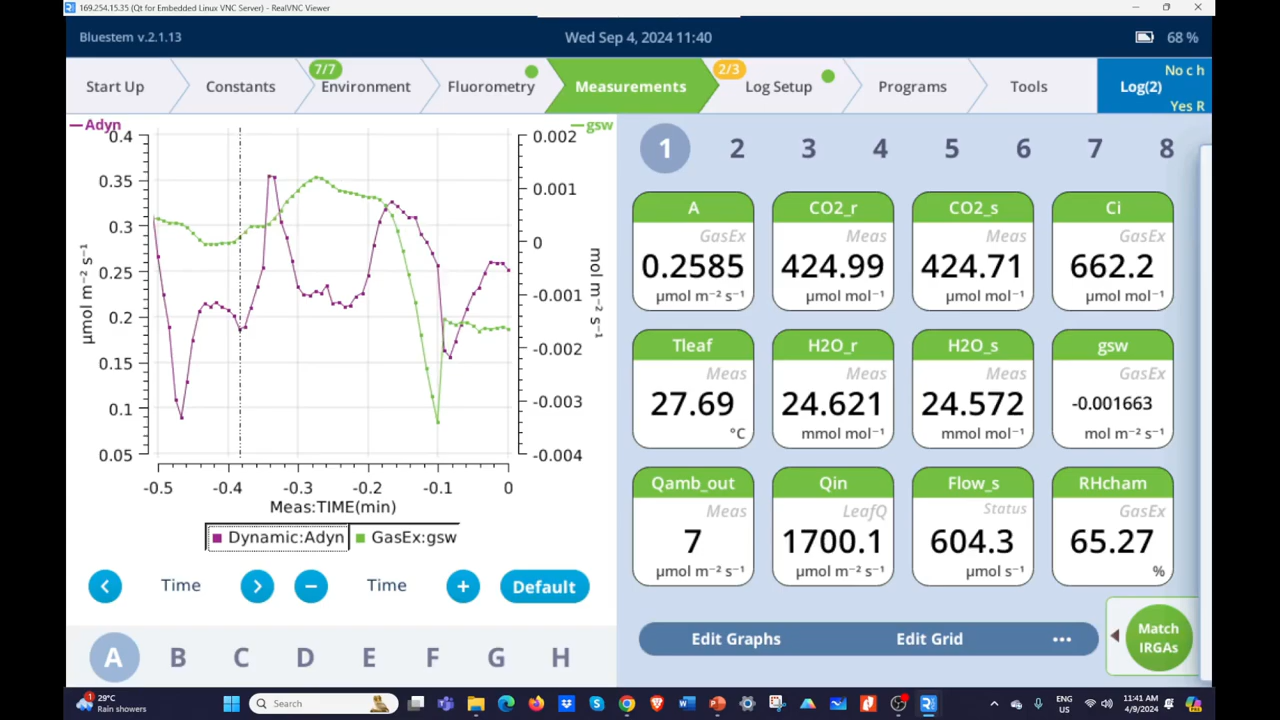 169.254.15.35 (Qt for Embedded Linux VNC Server) - RealVNC Viewer
Bluestem v.2.1.13
Wed Sep 4, 2024 11:40
68 %
Start Up
Constants
7/7
Environment
Fluorometry
Measurements
2/3
Log Setup
Programs
Tools
No c h
Log(2)
Yes R
Adyn
gsw
0.4
0.35
0.3
0.25
0.2
0.15
0.1
0.05
µmol m⁻² s⁻¹
0.002
0.001
0
-0.001
-0.002
-0.003
-0.004
mol m⁻² s⁻¹
-0.5 -0.4 -0.3 -0.2 -0.1 0
Meas:TIME(min)
Dynamic:Adyn GasEx:gsw
Time
Time
Default
A B C D E F G H
1 2 3 4 5 6 7 8
A
GasEx
0.2585
µmol m⁻² s⁻¹
CO2_r
Meas
424.99
µmol mol⁻¹
CO2_s
Meas
424.71
µmol mol⁻¹
Ci
GasEx
662.2
µmol mol⁻¹
Tleaf
Meas
27.69
°C
H2O_r
Meas
24.621
mmol mol⁻¹
H2O_s
Meas
24.572
mmol mol⁻¹
gsw
GasEx
-0.001663
mol m⁻² s⁻¹
Qamb_out
Meas
7
µmol m⁻² s⁻¹
Qin
LeafQ
1700.1
µmol m⁻² s⁻¹
Flow_s
Status
604.3
µmol s⁻¹
RHcham
GasEx
65.27
%
Edit Graphs
Edit Grid
•••
Match
IRGAs
1
29°C
Rain showers
Search
ENG
US
11:41 AM
4/9/2024